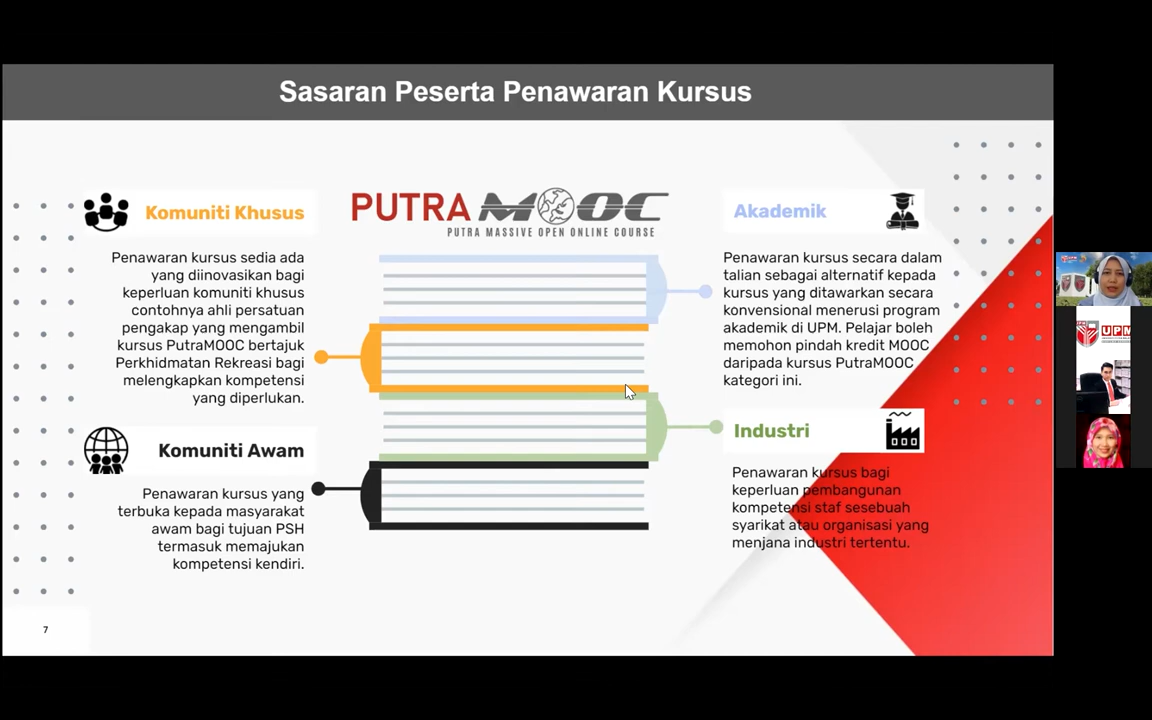 Sasaran Peserta Penawaran Kursus
Komuniti Khusus
Penawaran kursus sedia ada
yang diinovasikan bagi
keperluan komuniti khusus
contohnya ahli persatuan
pengakap yang mengambil
kursus PutraMOOC bertajuk
Perkhidmatan Rekreasi bagi
melengkapkan kompetensi
yang diperlukan.
Komuniti Awam
Penawaran kursus yang
terbuka kepada masyarakat
awam bagi tujuan PSH
termasuk memajukan
kompetensi kendiri.
PUTRA MOOC
PUTRA MASSIVE OPEN ONLINE COURSE
Akademik
Penawaran kursus secara dalam
talian sebagai alternatif kepada
kursus yang ditawarkan secara
konvensional menerusi program
akademik di UPM. Pelajar boleh
memohon pindah kredit MOOC
daripada kursus PutraMOOC
kategori ini.
Industri
Penawaran kursus bagi
keperluan pembangunan
kompetensi staf sesebuah
syarikat atau organisasi yang
menjana industri tertentu.
7
UPM